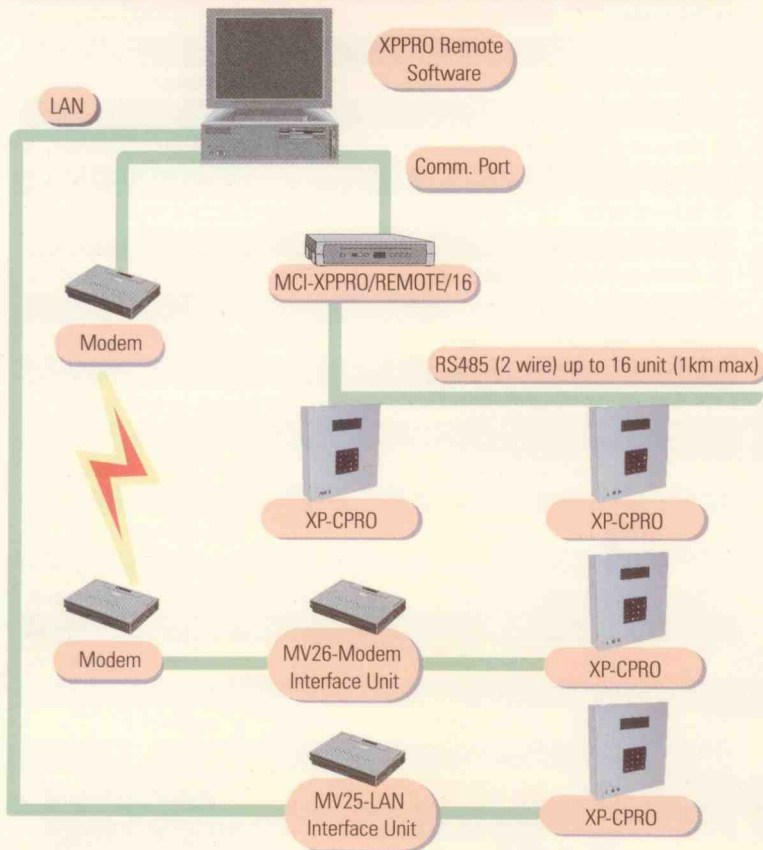 XPPRO Remote
Software
LAN
Comm. Port
MCI-XPPRO/REMOTE/16
Modem
RS485 (2 wire) up to 16 unit (1km max)
XP-CPRO
XP-CPRO
Modem
MV26-Modem
Interface Unit
XP-CPRO
MV25-LAN
Interface Unit
XP-CPRO